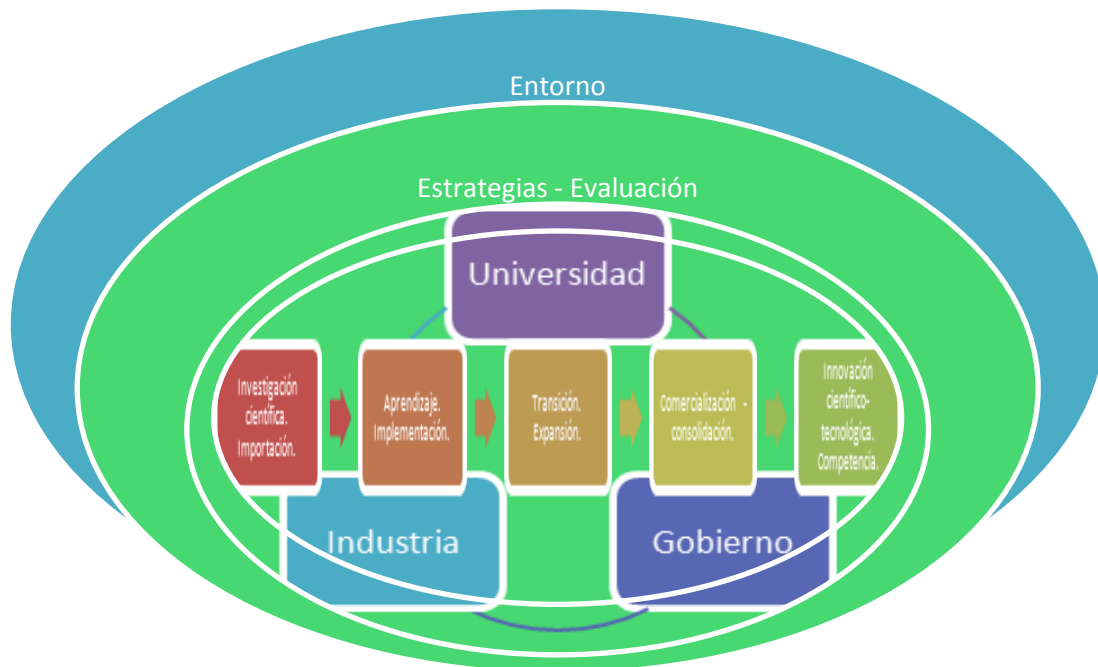 Entorno
Estrategias - Evaluación
Universidad
Investigación
científica.
Importación.
Aprendizaje.
Implementación.
Transición.
Expansión.
Comercialización -
consolidación.
Innovación
científico-
tecnológica.
Competencia.
Industria
Gobierno